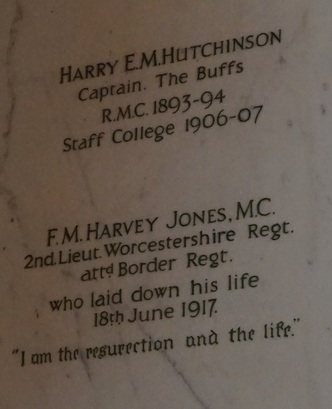 HARRY E.M.HUTCHINSON
Captain. The Buffs
R.M.C. 1893-94
Staff College 1906-07
F.M. HARVEY JONES, M.C.
2nd. Lieut. Worcestershire Regt.
attd Border Regt.
who laid down his life
18th June 1917.
"I am the resurection and the life."